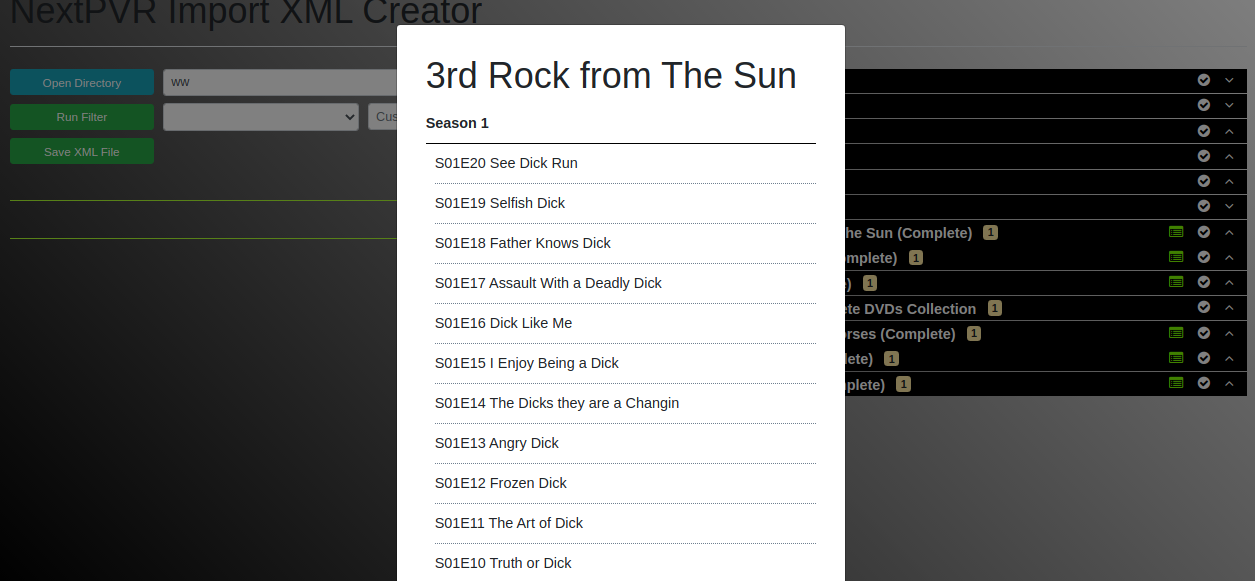 NextPVR Import XML Creator
3rd Rock from The Sun
Open Directory
ww
Run Filter
Cus
Save XML File
Season 1
S01E20 See Dick Run
S01E19 Selfish Dick
S01E18 Father Knows Dick
S01E17 Assault With a Deadly Dick
S01E16 Dick Like Me
S01E15 I Enjoy Being a Dick
S01E14 The Dicks they are a Changin
S01E13 Angry Dick
S01E12 Frozen Dick
S01E11 The Art of Dick
S01E10 Truth or Dick
he Sun (Complete) 1
omplete) 1
e) 1
ete DVDs Collection 1
orses (Complete) 1
lete) 1
nplete) 1